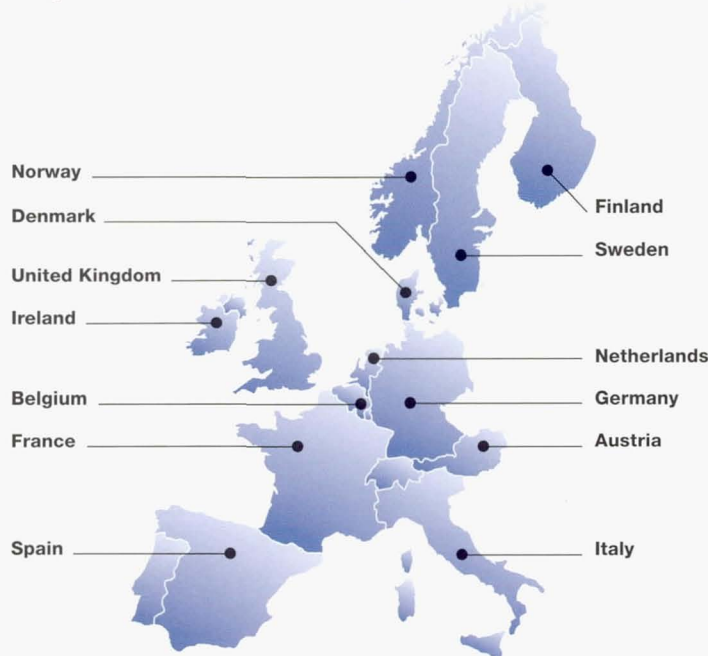 Norway
Denmark
United Kingdom
Ireland
Belgium
France
Spain
Finland
Sweden
Netherlands
Germany
Austria
Italy